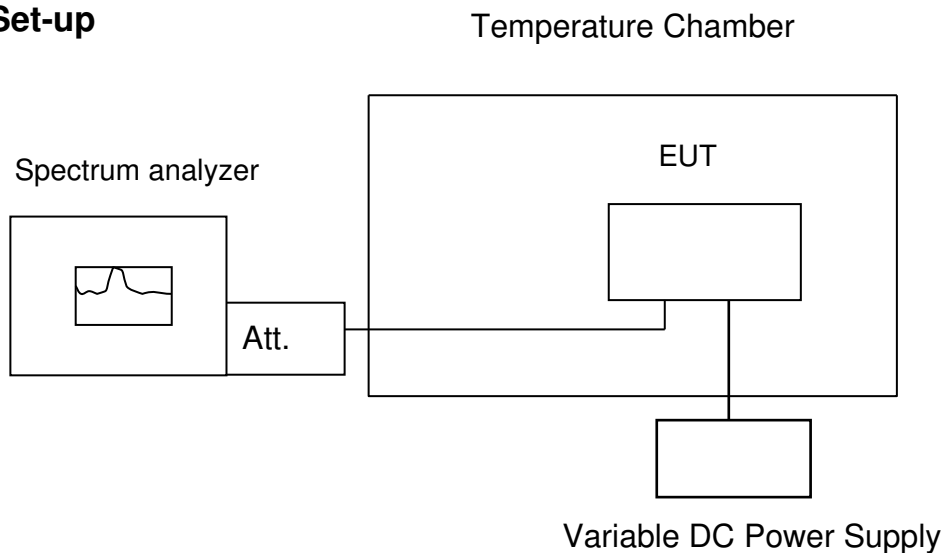 Set-up
Temperature Chamber
EUT
Spectrum analyzer
Att.
Variable DC Power Supply